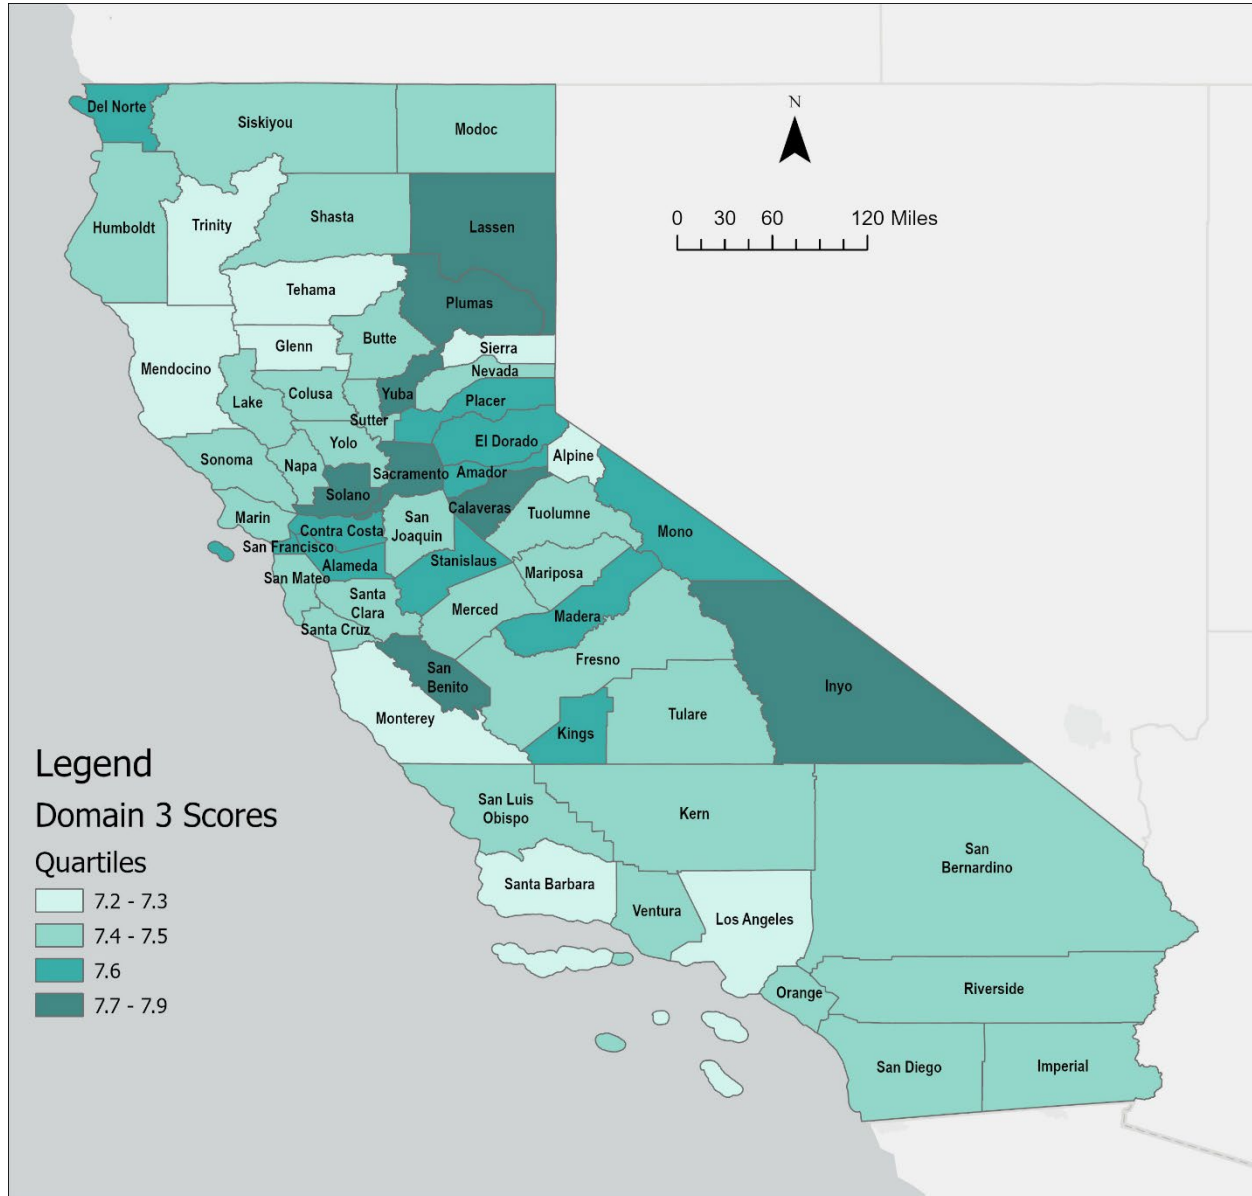 Del Norte
Siskiyou
Modoc
N
0 30 60 120 Miles
Humboldt
Trinity
Shasta
Lassen
Tehama
Plumas
Glenn
Butte
Sierra
Mendocino
Nevada
Lake
Colusa
Yuba
Placer
Sutter
Yolo
El Dorado
Sonoma
Napa
Sacramento
Amador
Alpine
Solano
Calaveras
Marin
San
Joaquin
Tuolumne
Contra Costa
Mono
San Francisco
Alameda
Stanislaus
San Mateo
Mariposa
Santa
Clara
Merced
Madera
Santa Cruz
Fresno
San
Benito
Inyo
Monterey
Tulare
Kings
Legend
Domain 3 Scores
Quartiles
7.2 - 7.3
7.4 - 7.5
7.6
7.7 - 7.9
San Luis
Obispo
Kern
San
Bernardino
Santa Barbara
Ventura
Los Angeles
Orange
Riverside
San Diego
Imperial